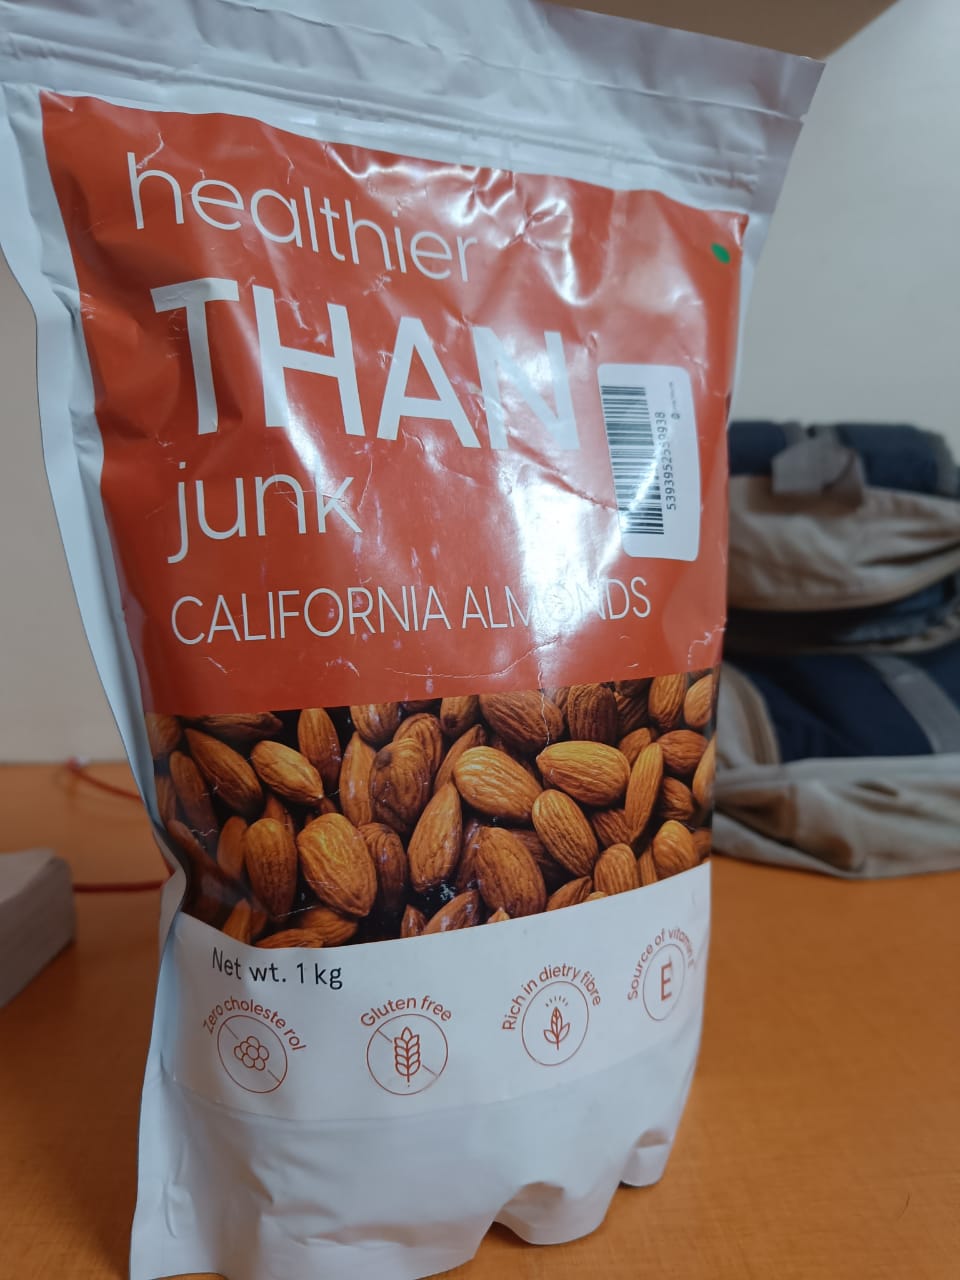 healthier
THAN
junk
CALIFORNIA ALMONDS
Net wt. 1 kg
Zero choleste rol
Gluten free
Rich in dietry fibre
Source of vitamin E
E